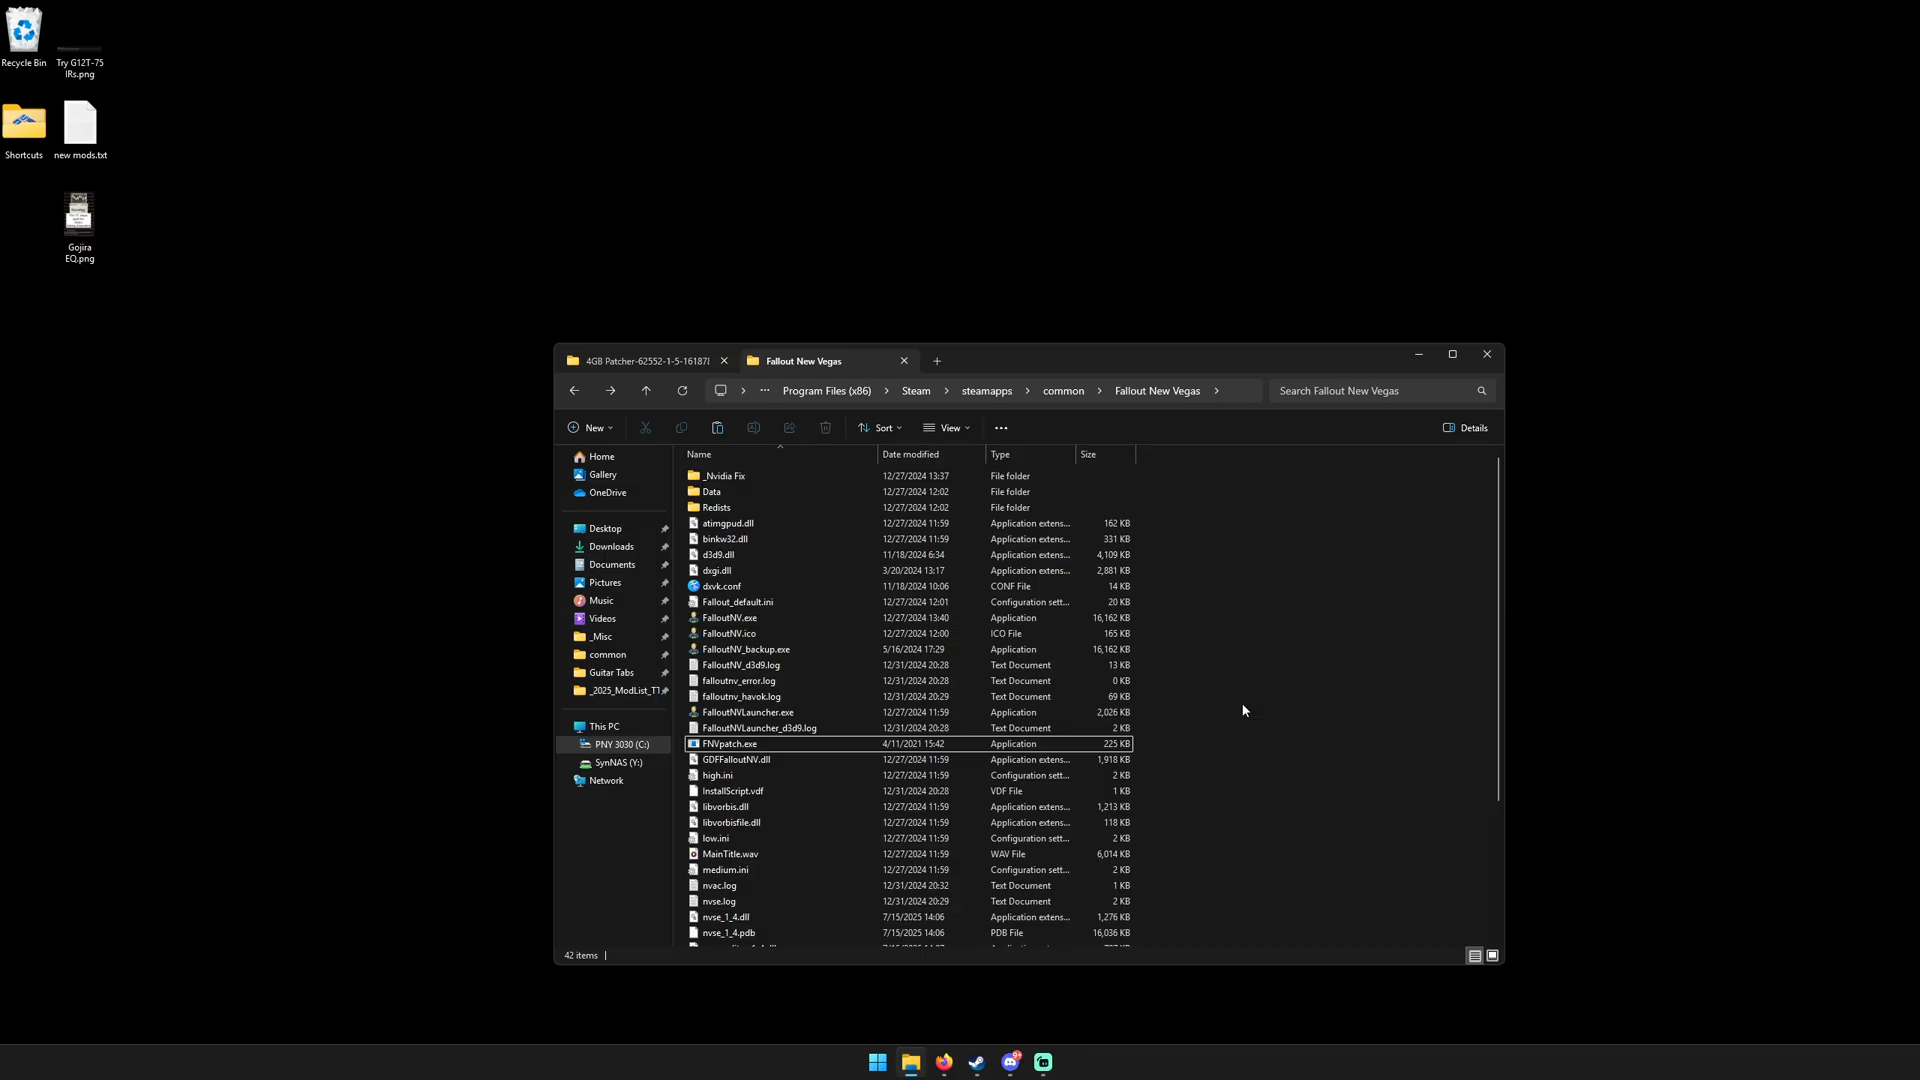 Recycle Bin
Try G12T-75
IRs.png
Shortcuts
new mods.txt
Gojira
EQ.png
4GB Patcher-62552-1-5-161878
Fallout New Vegas
Program Files (x86)
Steam
steamapps
common
Fallout New Vegas
Search Fallout New Vegas
New
Sort
View
Details
Name
Date modified
Type
Size
Home
Gallery
OneDrive
Desktop
Downloads
Documents
Pictures
Music
Videos
_Misc
common
Guitar Tabs
_2025_ModList_T1
This PC
PNY 3030 (C:)
SynNAS (Y:)
Network
_Nvidia Fix 12/27/2024 13:37 File folder
Data 12/27/2024 12:02 File folder
Redists 12/27/2024 12:02 File folder
atimgpud.dll 12/27/2024 11:59 Application extens... 162 KB
binkw32.dll 12/27/2024 11:59 Application extens... 331 KB
d3d9.dll 11/18/2024 6:34 Application extens... 4,109 KB
dxgi.dll 3/20/2024 13:17 Application extens... 2,881 KB
dxvk.conf 11/18/2024 10:06 CONF File 14 KB
Fallout_default.ini 12/27/2024 12:01 Configuration sett... 20 KB
FalloutNV.exe 12/27/2024 13:40 Application 16,162 KB
FalloutNV.ico 12/27/2024 12:00 ICO File 165 KB
FalloutNV_backup.exe 5/16/2024 17:29 Application 16,162 KB
FalloutNV_d3d9.log 12/31/2024 20:28 Text Document 13 KB
falloutnv_error.log 12/31/2024 20:28 Text Document 0 KB
falloutnv_havok.log 12/31/2024 20:29 Text Document 69 KB
FalloutNVLauncher.exe 12/27/2024 11:59 Application 2,026 KB
FalloutNVLauncher_d3d9.log 12/31/2024 20:28 Text Document 2 KB
FNVpatch.exe 4/11/2021 15:42 Application 225 KB
GDFFalloutNV.dll 12/27/2024 11:59 Application extens... 1,918 KB
high.ini 12/27/2024 11:59 Configuration sett... 2 KB
InstallScript.vdf 12/31/2024 20:28 VDF File 1 KB
libvorbis.dll 12/27/2024 11:59 Application extens... 1,213 KB
libvorbisfile.dll 12/27/2024 11:59 Application extens... 118 KB
low.ini 12/27/2024 11:59 Configuration sett... 2 KB
MainTitle.wav 12/27/2024 11:59 WAV File 6,014 KB
medium.ini 12/27/2024 11:59 Configuration sett... 2 KB
nvac.log 12/31/2024 20:32 Text Document 1 KB
nvse.log 12/31/2024 20:29 Text Document 2 KB
nvse_1_4.dll 7/15/2025 14:06 Application extens... 1,276 KB
nvse_1_4.pdb 7/15/2025 14:06 PDB File 16,036 KB
42 items
9+